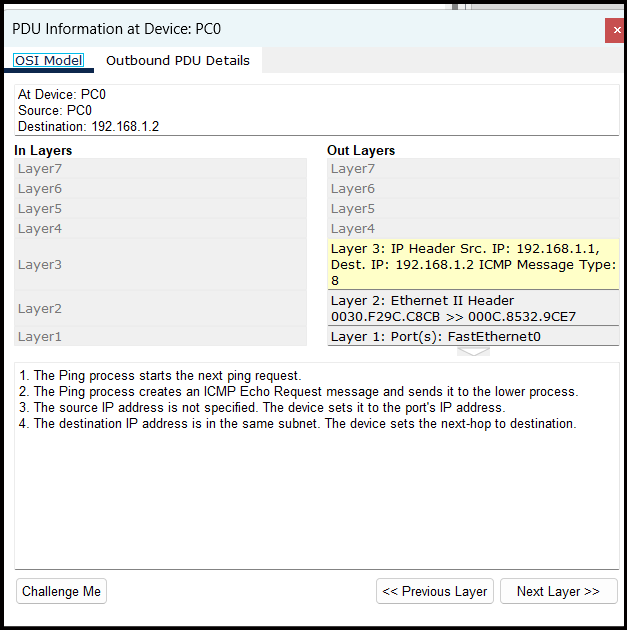 PDU Information at Device: PC0
OSI Model
Outbound PDU Details
At Device: PC0
Source: PC0
Destination: 192.168.1.2
In Layers
Layer7
Layer6
Layer5
Layer4
Layer3
Layer2
Layer1
Out Layers
Layer7
Layer6
Layer5
Layer4
Layer 3: IP Header Src. IP: 192.168.1.1,
Dest. IP: 192.168.1.2 ICMP Message Type:
8
Layer 2: Ethernet II Header
0030.F29C.C8CB >> 000C.8532.9CE7
Layer 1: Port(s): FastEthernet0
1. The Ping process starts the next ping request.
2. The Ping process creates an ICMP Echo Request message and sends it to the lower process.
3. The source IP address is not specified. The device sets it to the port's IP address.
4. The destination IP address is in the same subnet. The device sets the next-hop to destination.
Challenge Me
<< Previous Layer
Next Layer >>